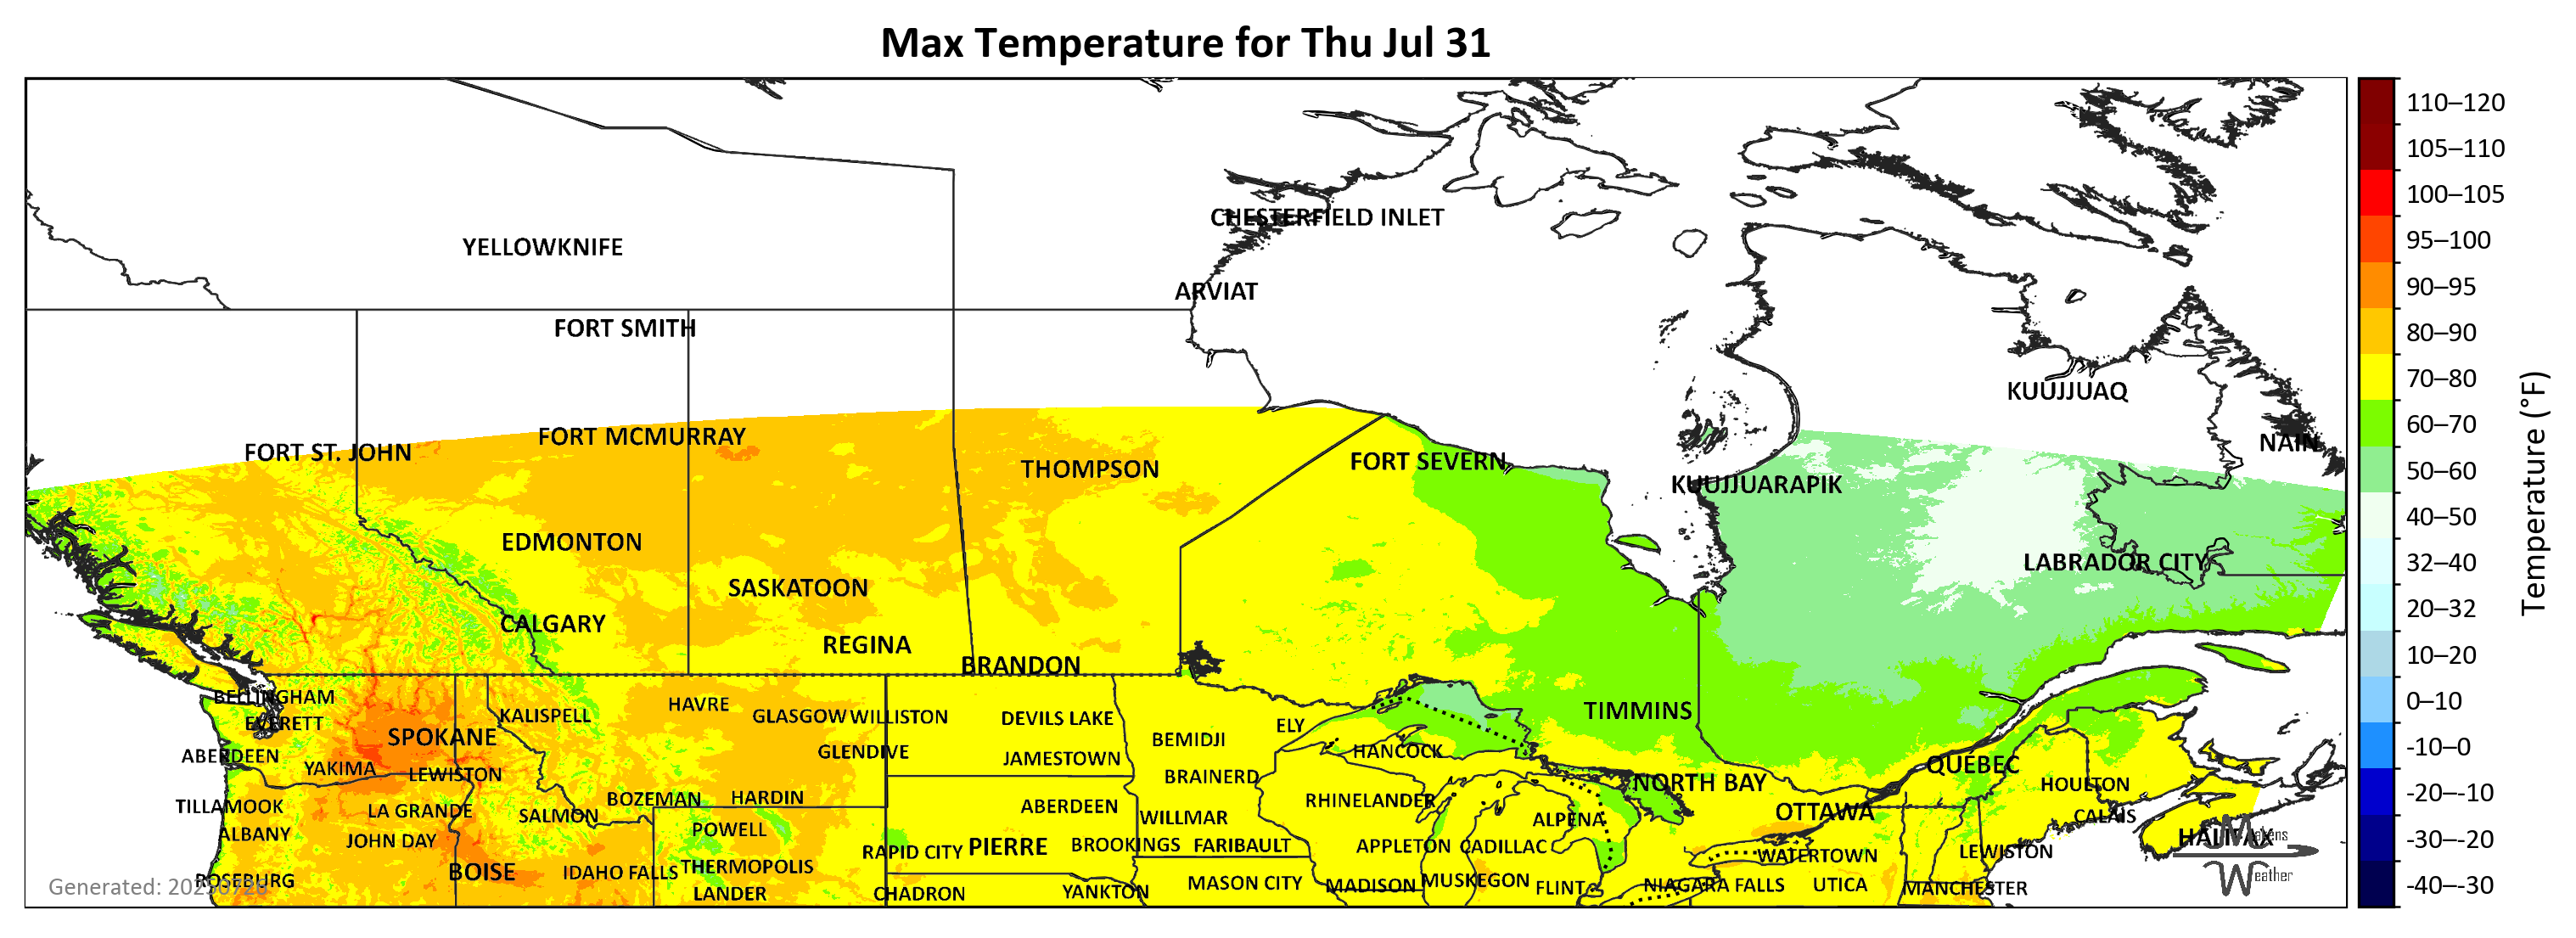 Max Temperature for Thu Jul 31
CHESTERFIELD INLET
YELLOWKNIFE
ARVIAT
FORT SMITH
KUUJJUAQ
FORT MCMURRAY
NAIN
FORT ST. JOHN
FORT SEVERN
THOMPSON
KUUJJUARAPIK
EDMONTON
LABRADOR CITY
SASKATOON
CALGARY
REGINA
BRANDON
BELLINGHAM
HAVRE
TIMMINS
KALISPELL
GLASGOW
WILLISTON
DEVILS LAKE
EVERETT
ELY
SPOKANE
BEMIDJI
GLENDIVE
HANCOCK
ABERDEEN
JAMESTOWN
QUÉBEC
YAKIMA
LEWISTON
BRAINERD
NORTH BAY
HOULTON
BOZEMAN
HARDIN
RHINELANDER
TILLAMOOK
ABERDEEN
LA GRANDE
OTTAWA
SALMON
WILLMAR
CALAIS
ALPENA
POWELL
ALBANY
HALIFAX
Makens
Weather
JOHN DAY
RAPID CITY
PIERRE
BROOKINGS
FARIBAULT
APPLETON
CADILLAC
LEWISTON
WATERTOWN
THERMOPOLIS
BOISE
IDAHO FALLS
ROSEBURG
MUSKEGON
MASON CITY
MADISON
NIAGARA FALLS
UTICA
FLINT
MANCHESTER
YANKTON
LANDER
CHADRON
Generated: 20250728
110–120
105–110
100–105
95–100
90–95
80–90
70–80
60–70
50–60
40–50
32–40
20–32
10–20
0–10
-10–0
-20–-10
-30–-20
-40–-30
Temperature (°F)